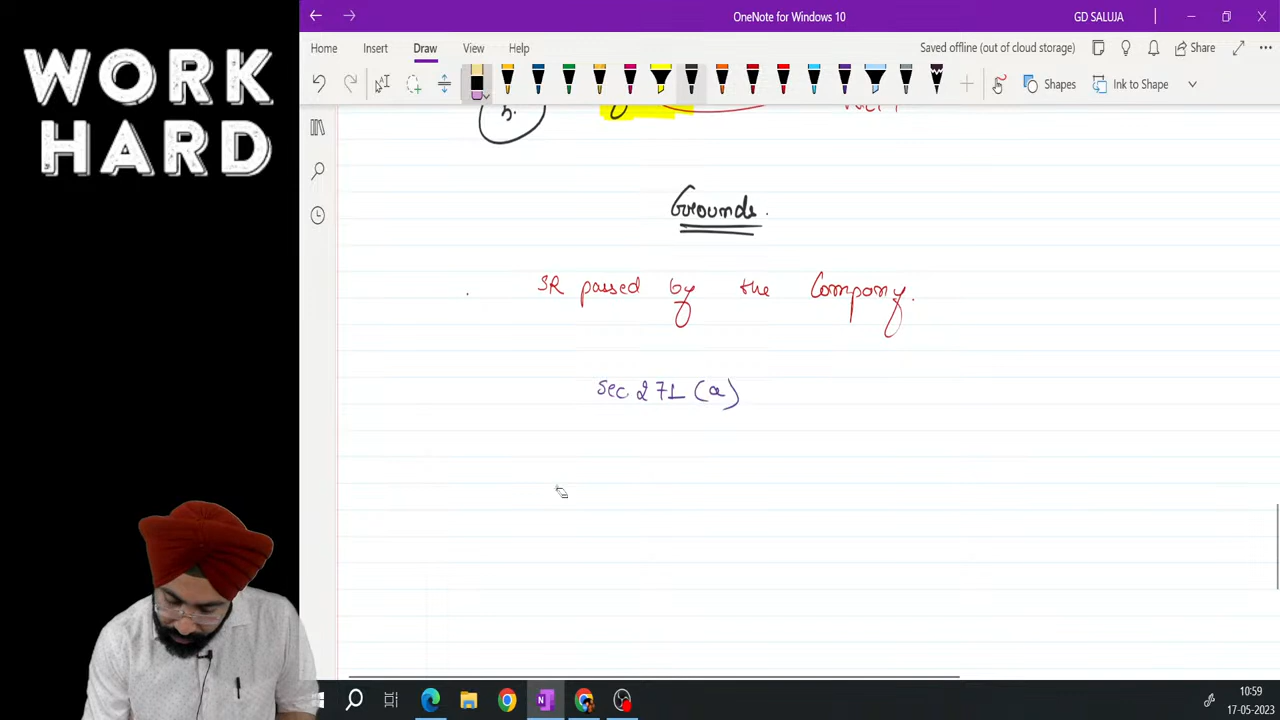 WORK
HARD
OneNote for Windows 10
GD SALUJA
Home Insert Draw View Help
Saved offline (out of cloud storage)
Share
Shapes
Ink to Shape
Grounds.
SR passed by the Company.
Sec 271 (a)
10:59
17-05-2023